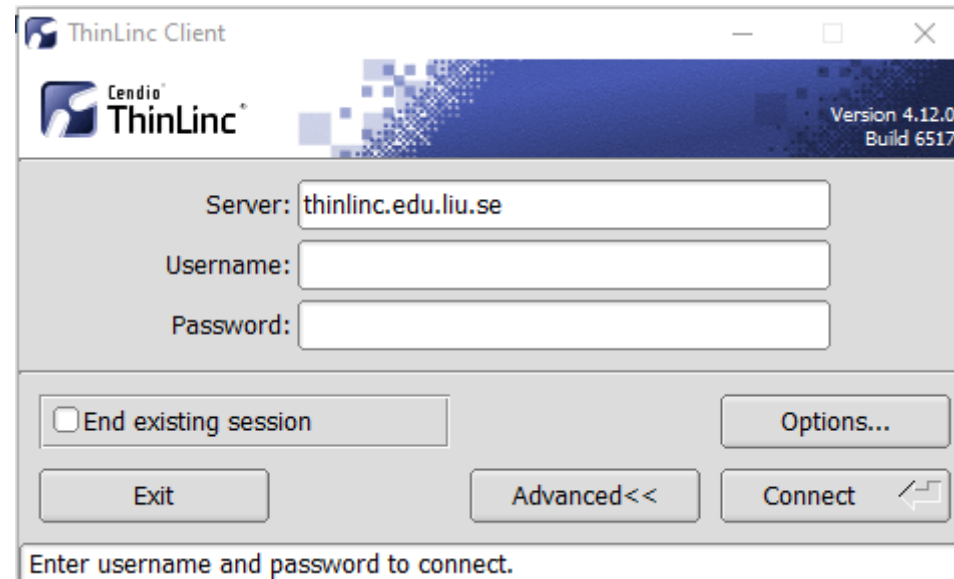 ThinLinc Client
Cendio
ThinLinc
Version 4.12.0
Build 6517
Server: thinlinc.edu.liu.se
Username:
Password:
End existing session
Options...
Exit
Advanced<<
Connect
Enter username and password to connect.